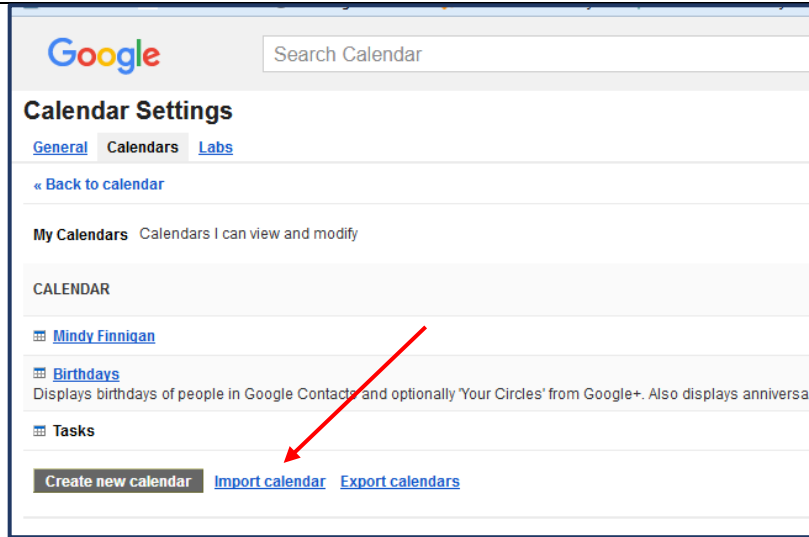 Google Search Calendar
Calendar Settings
General Calendars Labs
« Back to calendar
My Calendars Calendars I can view and modify
CALENDAR
Mindy Finnigan
Birthdays
Displays birthdays of people in Google Contacts and optionally 'Your Circles' from Google+. Also displays anniversa
Tasks
Create new calendar Import calendar Export calendars